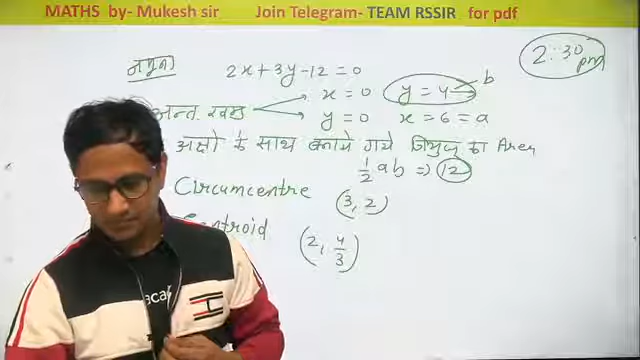 MATHS by- Mukesh sir Join Telegram- TEAM RSSIR for pdf
2:30 pm
नमूना 2x+3y-12=0
अन्तः खण्ड x=0 y=4 b
y=0 x=6=a
अक्षो के साथ बनाये गये त्रिभुज का Area
1/2 ab ⇒ 12
Circumcentre (3, 2)
Centroid (2, 4/3)